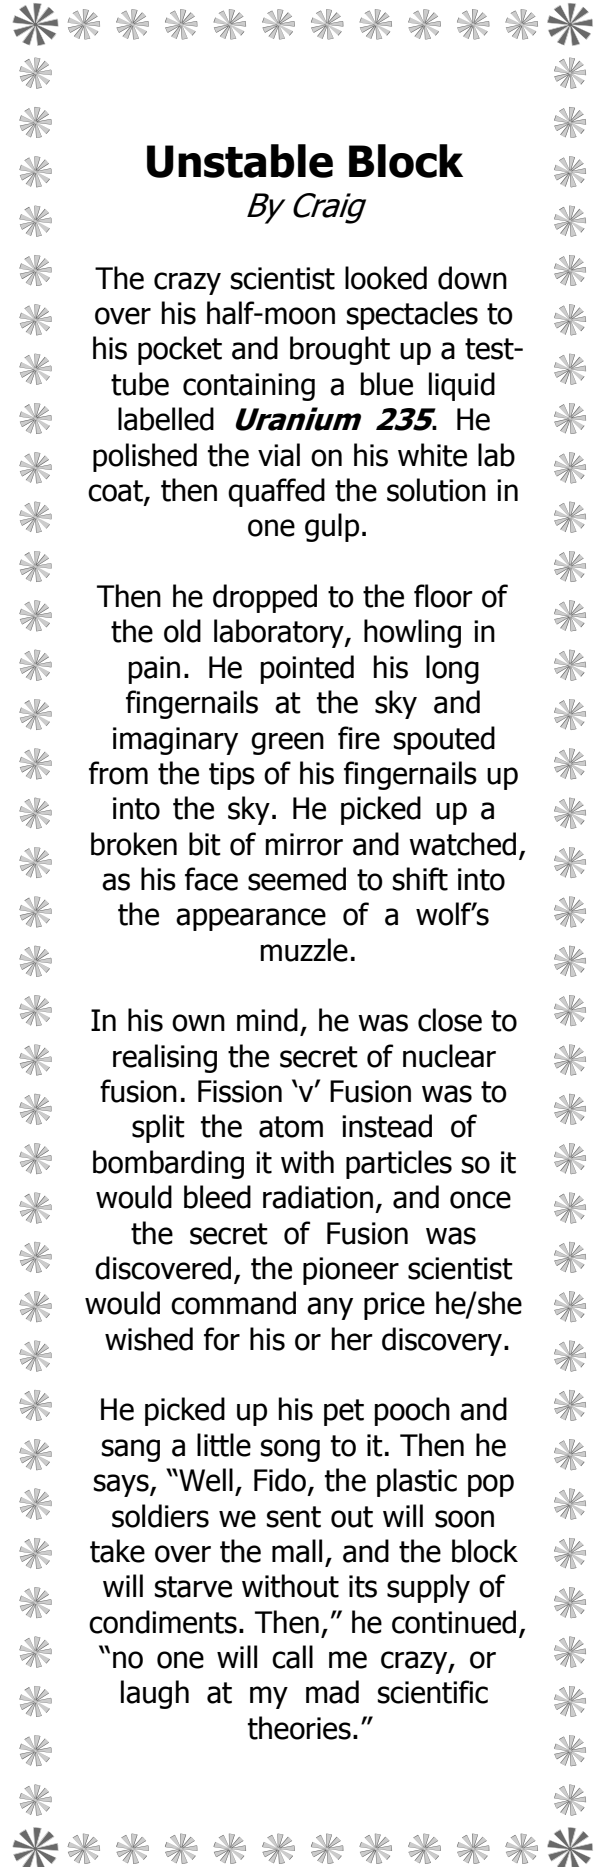 Unstable Block
By Craig
The crazy scientist looked down
over his half-moon spectacles to
his pocket and brought up a test-
tube containing a blue liquid
labelled Uranium 235. He
polished the vial on his white lab
coat, then quaffed the solution in
one gulp.
Then he dropped to the floor of
the old laboratory, howling in
pain. He pointed his long
fingernails at the sky and
imaginary green fire spouted
from the tips of his fingernails up
into the sky. He picked up a
broken bit of mirror and watched,
as his face seemed to shift into
the appearance of a wolf’s
muzzle.
In his own mind, he was close to
realising the secret of nuclear
fusion. Fission ‘v’ Fusion was to
split the atom instead of
bombarding it with particles so it
would bleed radiation, and once
the secret of Fusion was
discovered, the pioneer scientist
would command any price he/she
wished for his or her discovery.
He picked up his pet pooch and
sang a little song to it. Then he
says, “Well, Fido, the plastic pop
soldiers we sent out will soon
take over the mall, and the block
will starve without its supply of
condiments. Then,” he continued,
“no one will call me crazy, or
laugh at my mad scientific
theories.”